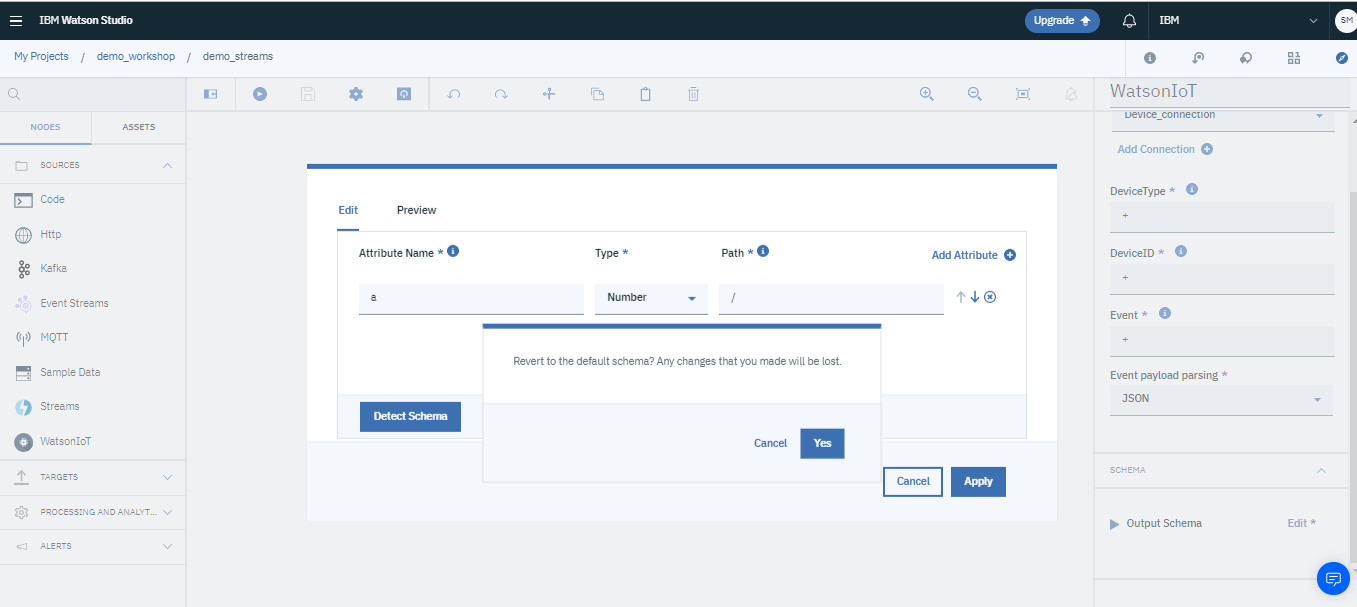 IBM Watson Studio
Upgrade
IBM
SM
My Projects / demo_workshop / demo_streams
WatsonIoT
NODES
ASSETS
SOURCES
Code
Http
Kafka
Event Streams
MQTT
Sample Data
Streams
WatsonIoT
TARGETS
PROCESSING AND ANALYT...
ALERTS
Edit
Preview
Attribute Name *
Type *
Path *
Add Attribute
a
Number
/
Revert to the default schema? Any changes that you made will be lost.
Cancel
Yes
Detect Schema
Cancel
Apply
Device_connection
Add Connection
DeviceType *
+
DeviceID *
+
Event *
+
Event payload parsing *
JSON
SCHEMA
Output Schema
Edit *